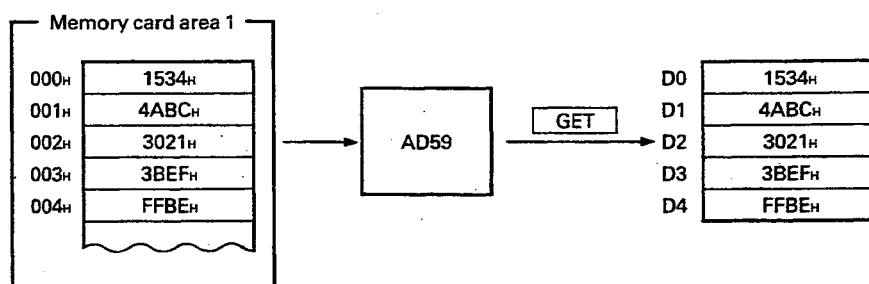 Memory card area 1
000H 1534H
001H 4ABCH
002H 3021H
003H 3BEFH
004H FFBEH
AD59
GET
D0 1534H
D1 4ABCH
D2 3021H
D3 3BEFH
D4 FFBEH